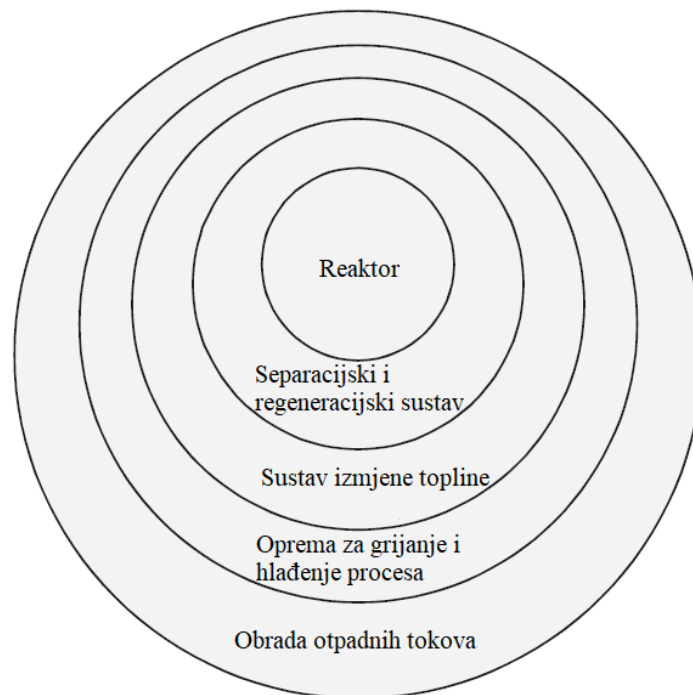 Reaktor
Separacijski i
regeneracijski sustav
Sustav izmjene topline
Oprema za grijanje i
hlađenje procesa
Obrada otpadnih tokova